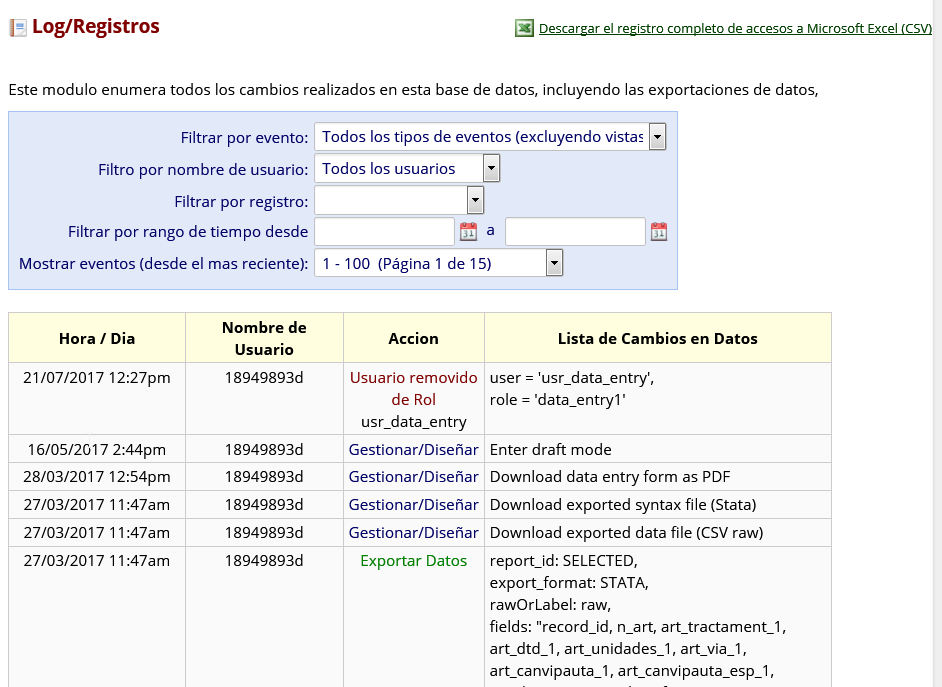 Log/Registros
Descargar el registro completo de accesos a Microsoft Excel (CSV)
Este modulo enumera todos los cambios realizados en esta base de datos, incluyendo las exportaciones de datos,
Filtrar por evento: Todos los tipos de eventos (excluyendo vistas
Filtro por nombre de usuario: Todos los usuarios
Filtrar por registro:
Filtrar por rango de tiempo desde 31 a 31
Mostrar eventos (desde el mas reciente): 1 - 100 (Página 1 de 15)
Hora / Dia Nombre de Usuario Accion Lista de Cambios en Datos
21/07/2017 12:27pm 18949893d Usuario removido user = 'usr_data_entry',
de Rol role = 'data_entry1'
usr_data_entry
16/05/2017 2:44pm 18949893d Gestionar/Diseñar Enter draft mode
28/03/2017 12:54pm 18949893d Gestionar/Diseñar Download data entry form as PDF
27/03/2017 11:47am 18949893d Gestionar/Diseñar Download exported syntax file (Stata)
27/03/2017 11:47am 18949893d Gestionar/Diseñar Download exported data file (CSV raw)
27/03/2017 11:47am 18949893d Exportar Datos report_id: SELECTED,
export_format: STATA,
rawOrLabel: raw,
fields: "record_id, n_art, art_tractament_1,
art_dtd_1, art_unidades_1, art_via_1,
art_canvipauta_1, art_canvipauta_esp_1,